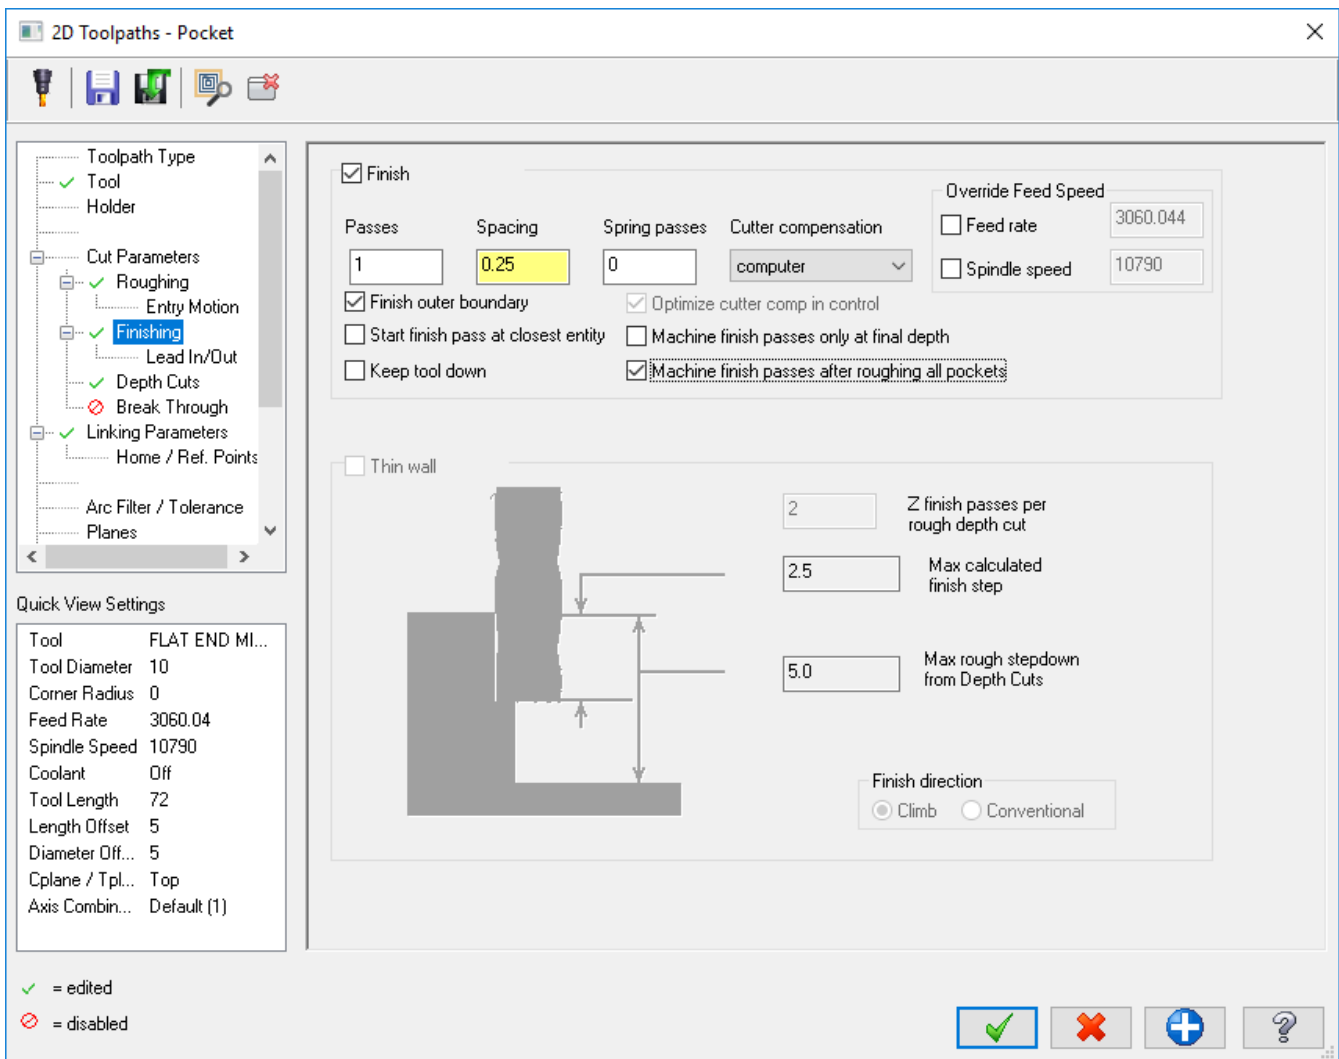 2D Toolpaths - Pocket
Toolpath Type
Tool
Holder
Cut Parameters
Roughing
Entry Motion
Finishing
Lead In/Out
Depth Cuts
Break Through
Linking Parameters
Home / Ref. Points
Arc Filter / Tolerance
Planes
Quick View Settings
Tool FLAT END MI...
Tool Diameter 10
Corner Radius 0
Feed Rate 3060.04
Spindle Speed 10790
Coolant Off
Tool Length 72
Length Offset 5
Diameter Off... 5
Cplane / Tpl... Top
Axis Combin... Default (1)
= edited
= disabled
Finish
Passes Spacing Spring passes Cutter compensation
1 0.25 0 computer
Override Feed Speed
Feed rate 3060.044
Spindle speed 10790
Finish outer boundary Optimize cutter comp in control
Start finish pass at closest entity Machine finish passes only at final depth
Keep tool down Machine finish passes after roughing all pockets
Thin wall
2 Z finish passes per
rough depth cut
2.5 Max calculated
finish step
5.0 Max rough stepdown
from Depth Cuts
Finish direction
Climb Conventional